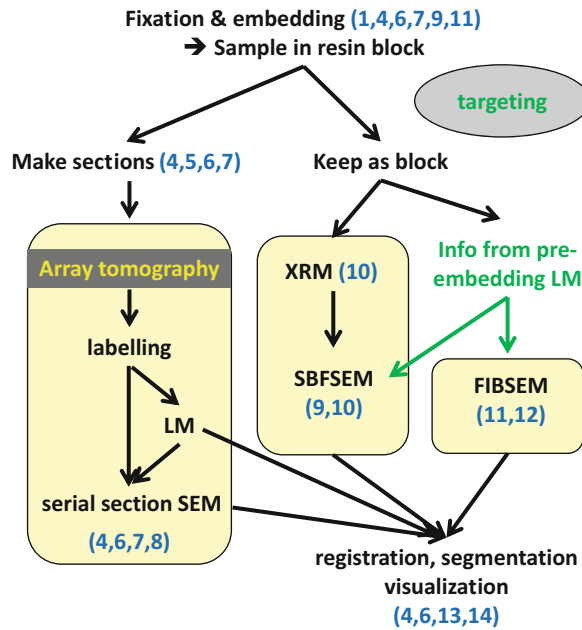 Fixation & embedding (1,4,6,7,9,11)
➔ Sample in resin block
targeting
Make sections (4,5,6,7)
Keep as block
Array tomography
labelling
LM
serial section SEM
(4,6,7,8)
XRM (10)
SBFSEM
(9,10)
Info from pre-
embedding LM
FIBSEM
(11,12)
registration, segmentation
visualization
(4,6,13,14)